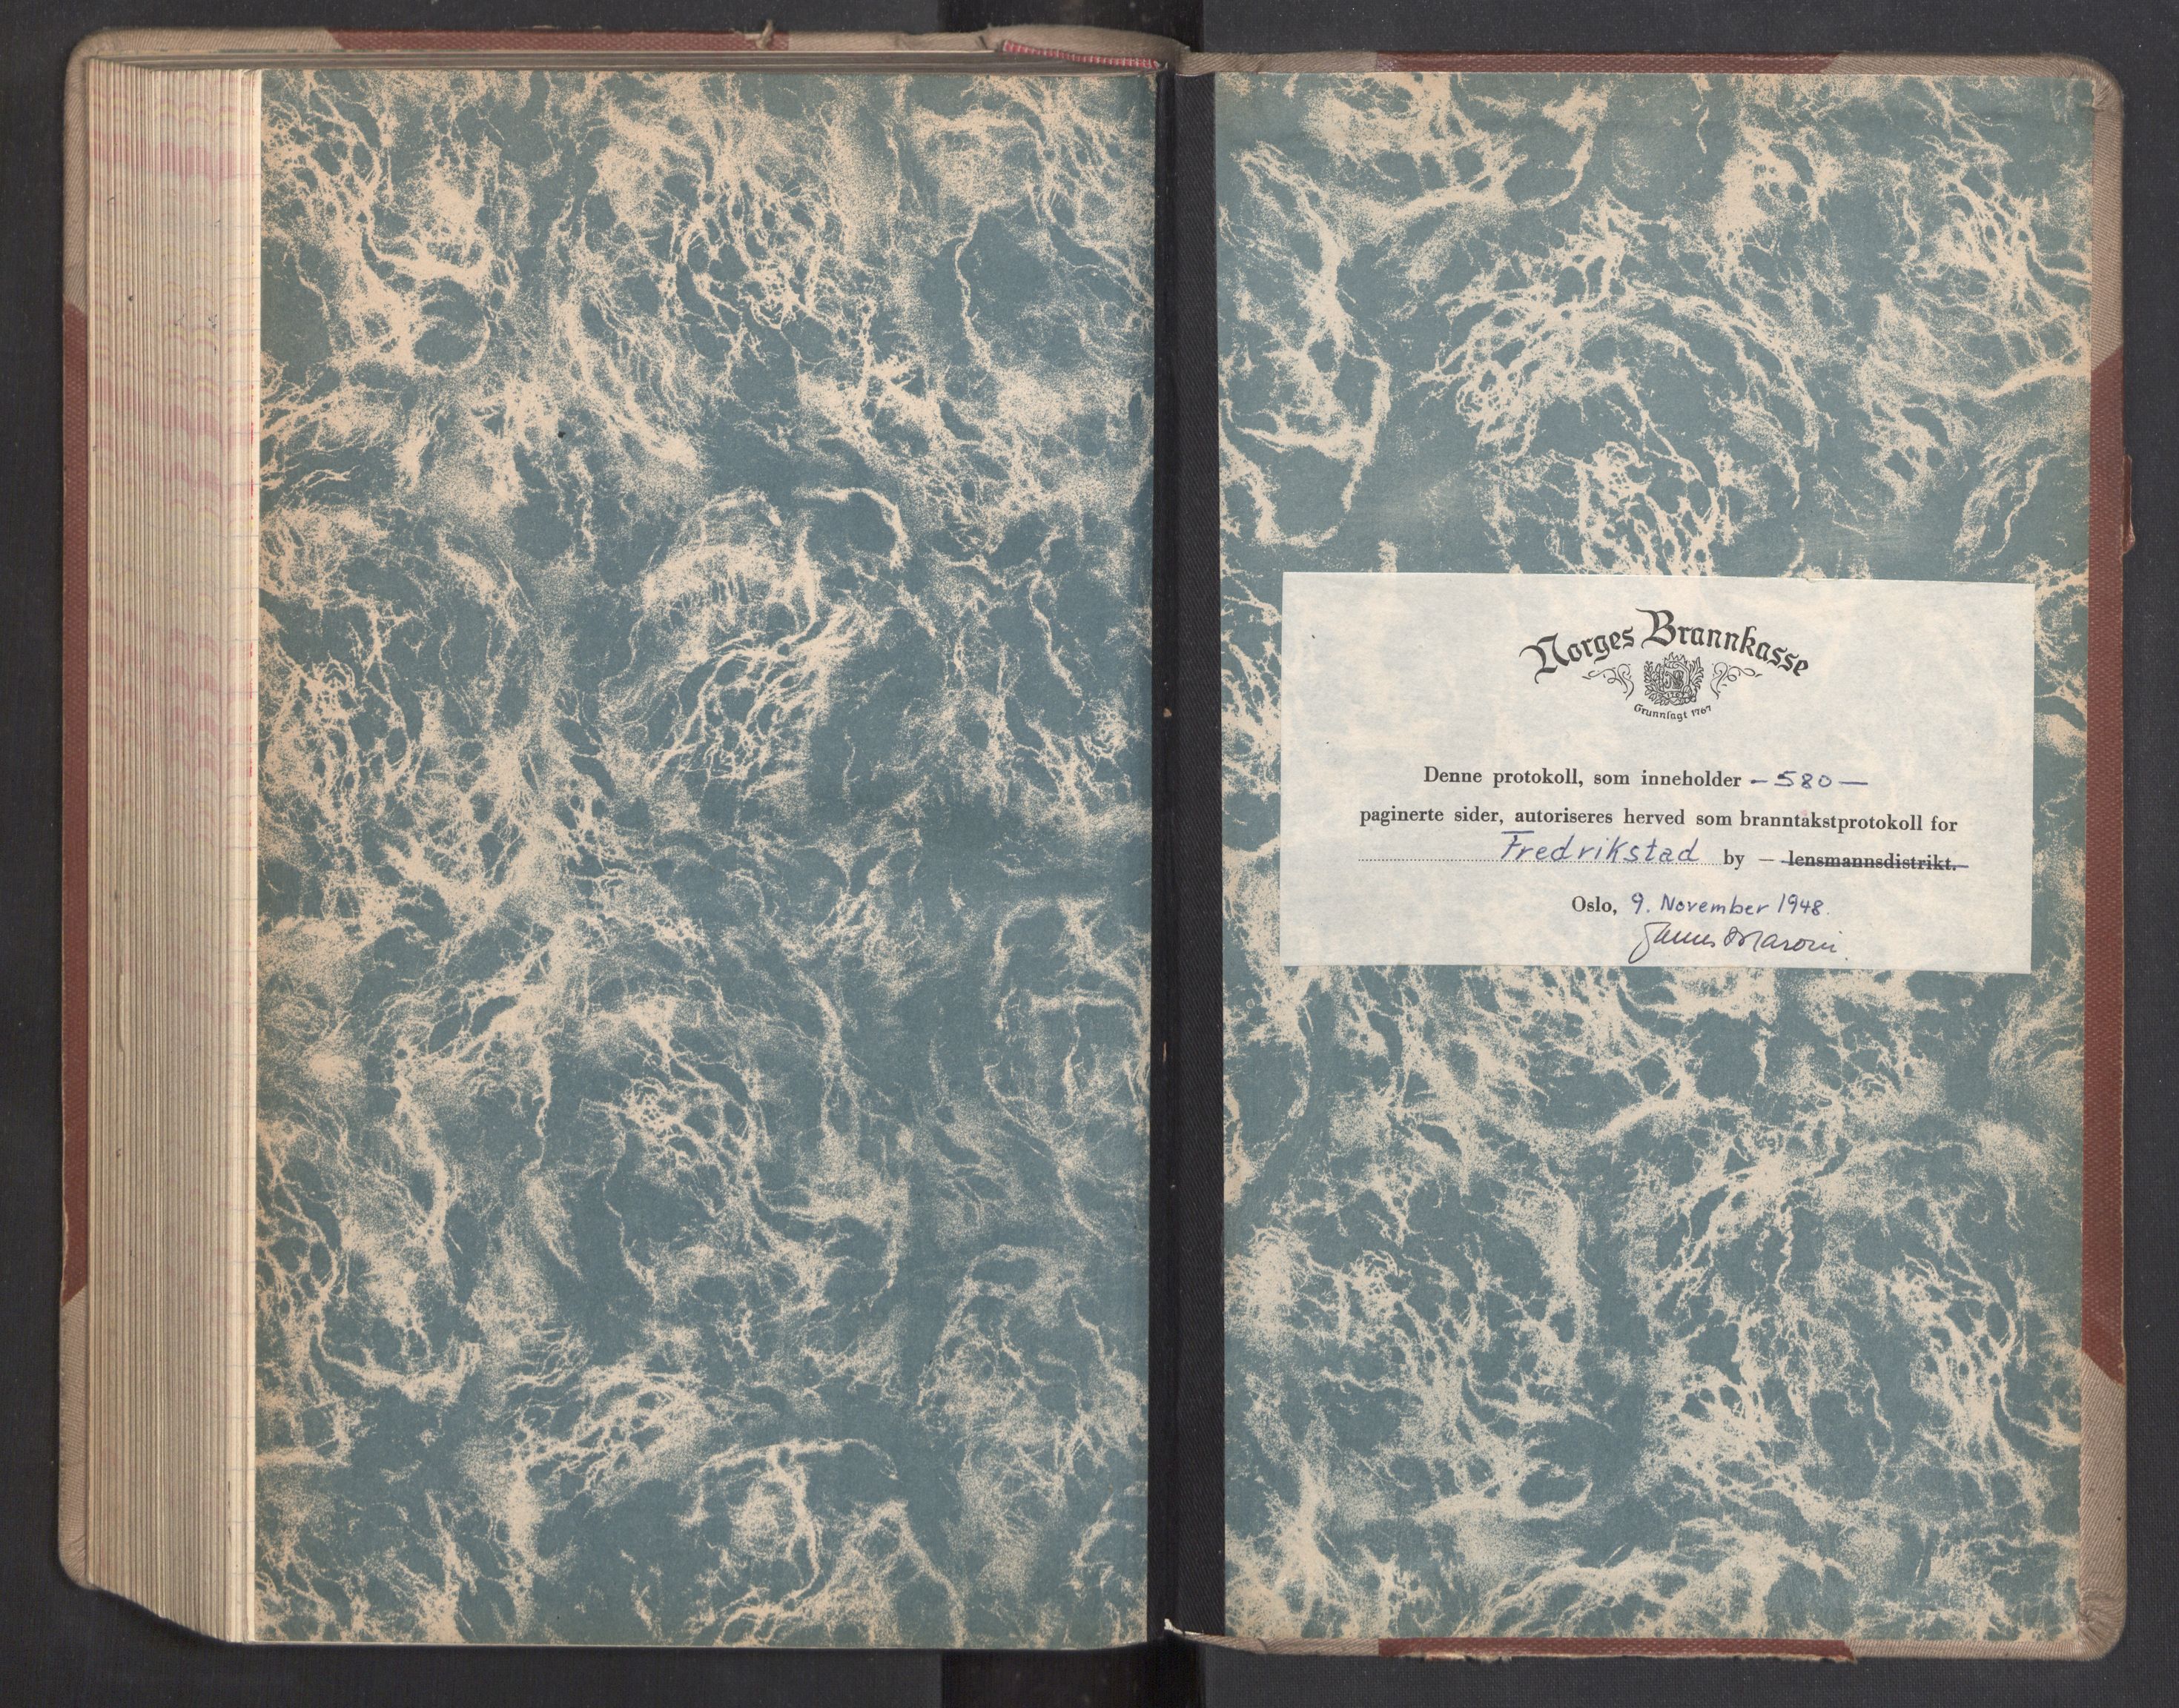 Norges Brannkasse
Grunnlagt 1767
Denne protokoll, som inneholder — 580 —
paginerte sider, autoriseres herved som branntakstprotokoll for
Fredrikstad by — lensmannsdistrikt.
Oslo, 9. November 1948.